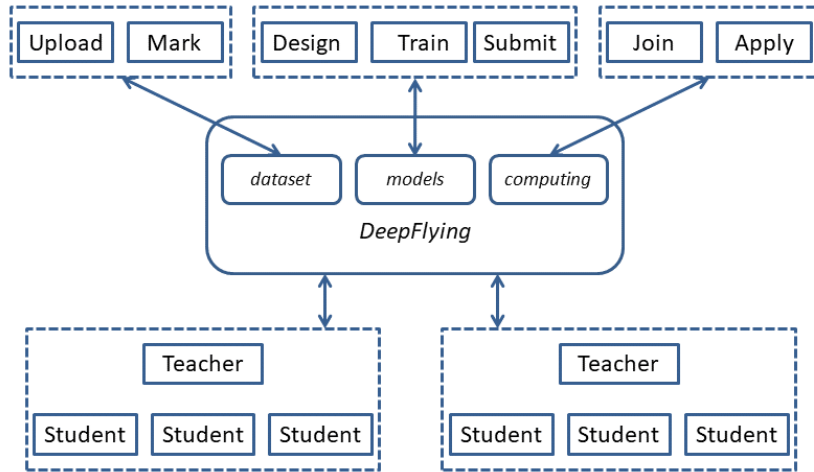 Upload Mark Design Train Submit Join Apply
dataset models computing
DeepFlying
Teacher Teacher
Student Student Student Student Student Student